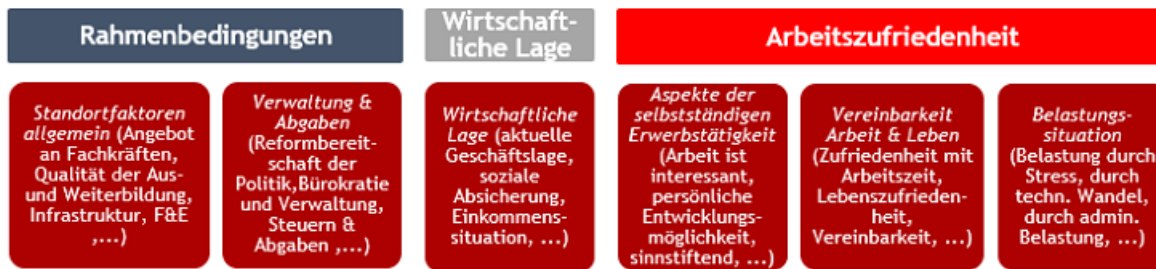 Rahmenbedingungen
Wirtschaft-
liche Lage
Arbeitszufriedenheit
Standortfaktoren
allgemein (Angebot
an Fachkräften,
Qualität der Aus-
und Weiterbildung,
Infrastruktur, F&E
,...)
Verwaltung &
Abgaben
(Reformbereit-
schaft der
Politik,Bürokratie
und Verwaltung,
Steuern &
Abgaben ,...)
Wirtschaftliche
Lage (aktuelle
Geschäftslage,
soziale
Absicherung,
Einkommens-
situation, ...)
Aspekte der
selbstständigen
Erwerbstätigkeit
(Arbeit ist
interessant,
persönliche
Entwicklungs-
möglichkeit,
sinnstiftend, ...)
Vereinbarkeit
Arbeit & Leben
(Zufriedenheit mit
Arbeitszeit,
Lebenszufrieden-
heit,
Vereinbarkeit, ...)
Belastungs-
situation
(Belastung durch
Stress, durch
techn. Wandel,
durch admin.
Belastung, ...)